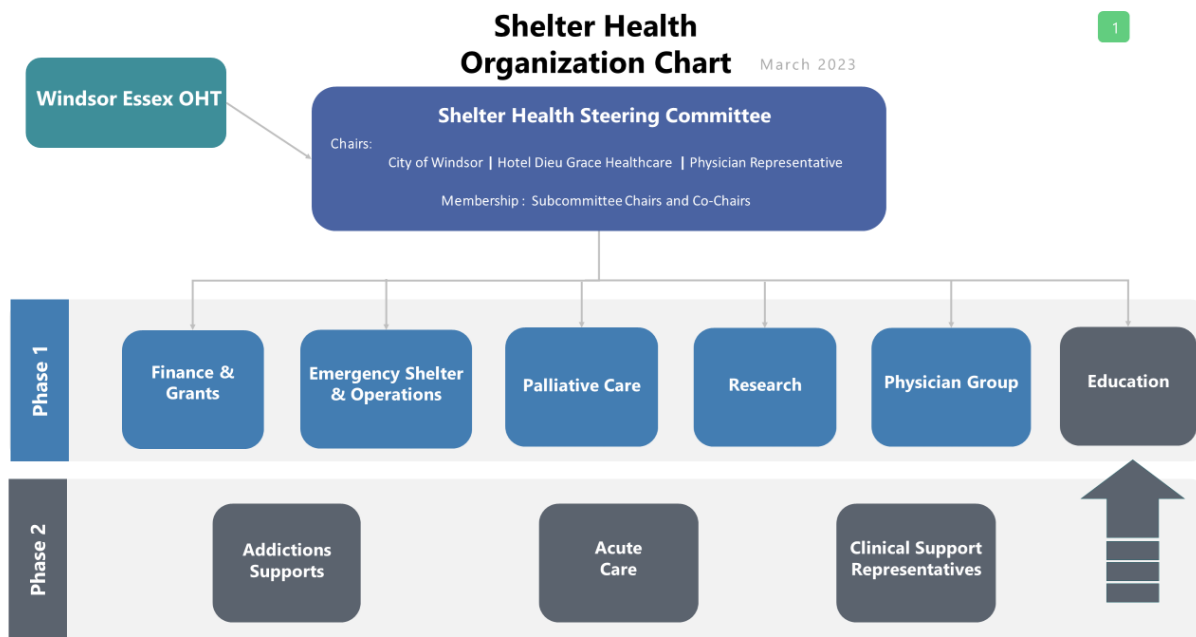 Shelter Health
Organization Chart
March 2023
1
Windsor Essex OHT
Shelter Health Steering Committee
Chairs:
City of Windsor | Hotel Dieu Grace Healthcare | Physician Representative
Membership : Subcommittee Chairs and Co-Chairs
Phase 1
Finance &
Grants
Emergency Shelter
& Operations
Palliative Care
Research
Physician Group
Education
Phase 2
Addictions
Supports
Acute
Care
Clinical Support
Representatives